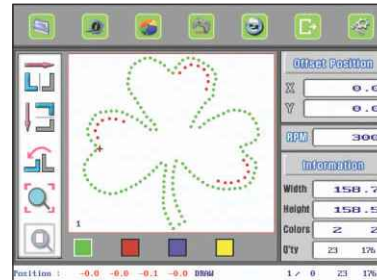 Offset Position
X 0.0
Y 0.0
RPM 300
Information
Width 158.7
Height 158.5
Colors 2 2
Q'ty 23 176
1
Position : -0.0 -0.0 -0.1 -0.0 DRAW 1/ 0 23 176